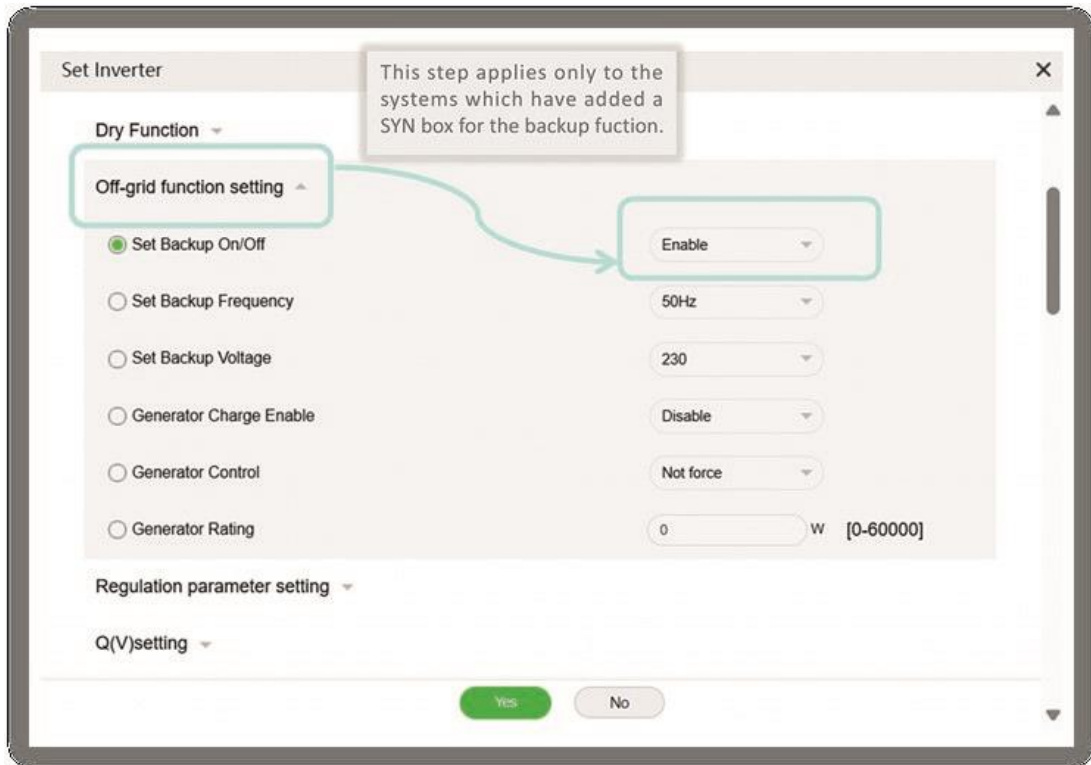 Set Inverter
This step applies only to the
systems which have added a
SYN box for the backup fuction.
Dry Function
Off-grid function setting
Set Backup On/Off Enable
Set Backup Frequency 50Hz
Set Backup Voltage 230
Generator Charge Enable Disable
Generator Control Not force
Generator Rating 0 W [0-60000]
Regulation parameter setting
Q(V)setting
Yes No